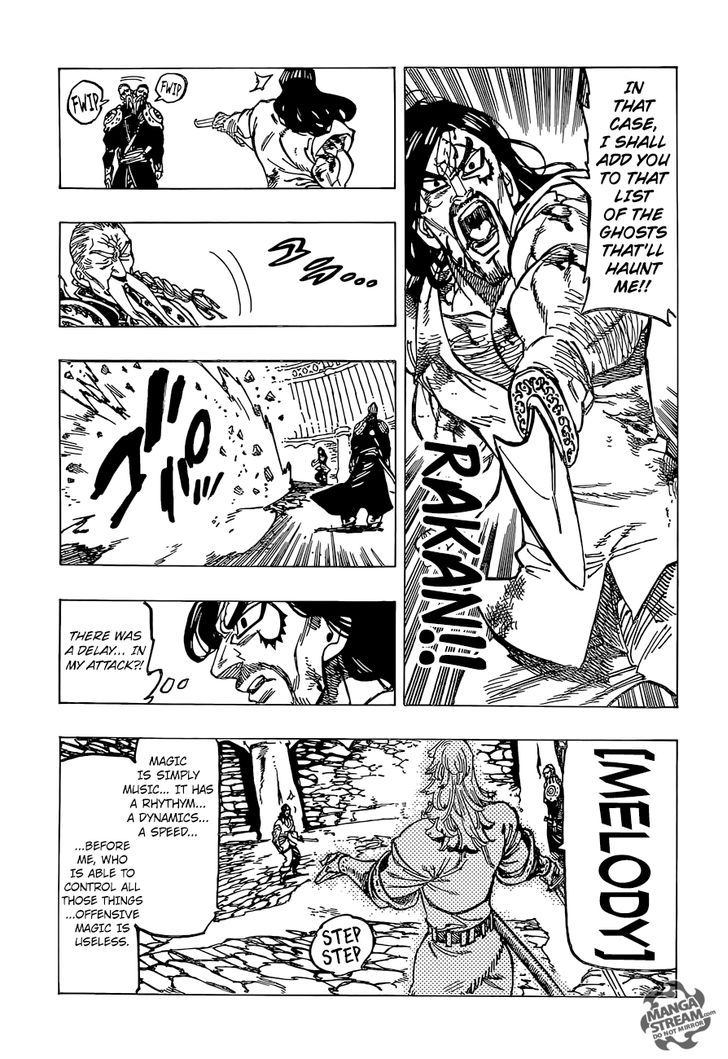 IN
THAT
CASE,
I SHALL
ADD YOU
TO THAT
LIST
OF THE
GHOSTS
THAT'LL
HAUNT
ME!!
RAKAN!!
FWIP
FWIP
THERE WAS
A DELAY... IN
MY ATTACK?!
[MELODY]
STEP
STEP
MAGIC
IS SIMPLY
MUSIC... IT HAS
A RHYTHYM...
A DYNAMICS...
A SPEED...
...BEFORE
ME, WHO
IS ABLE TO
CONTROL ALL
THOSE THINGS
...OFFENSIVE
MAGIC IS
USELESS.
MANGA
STREAM.COM
DO NOT MIRROR!